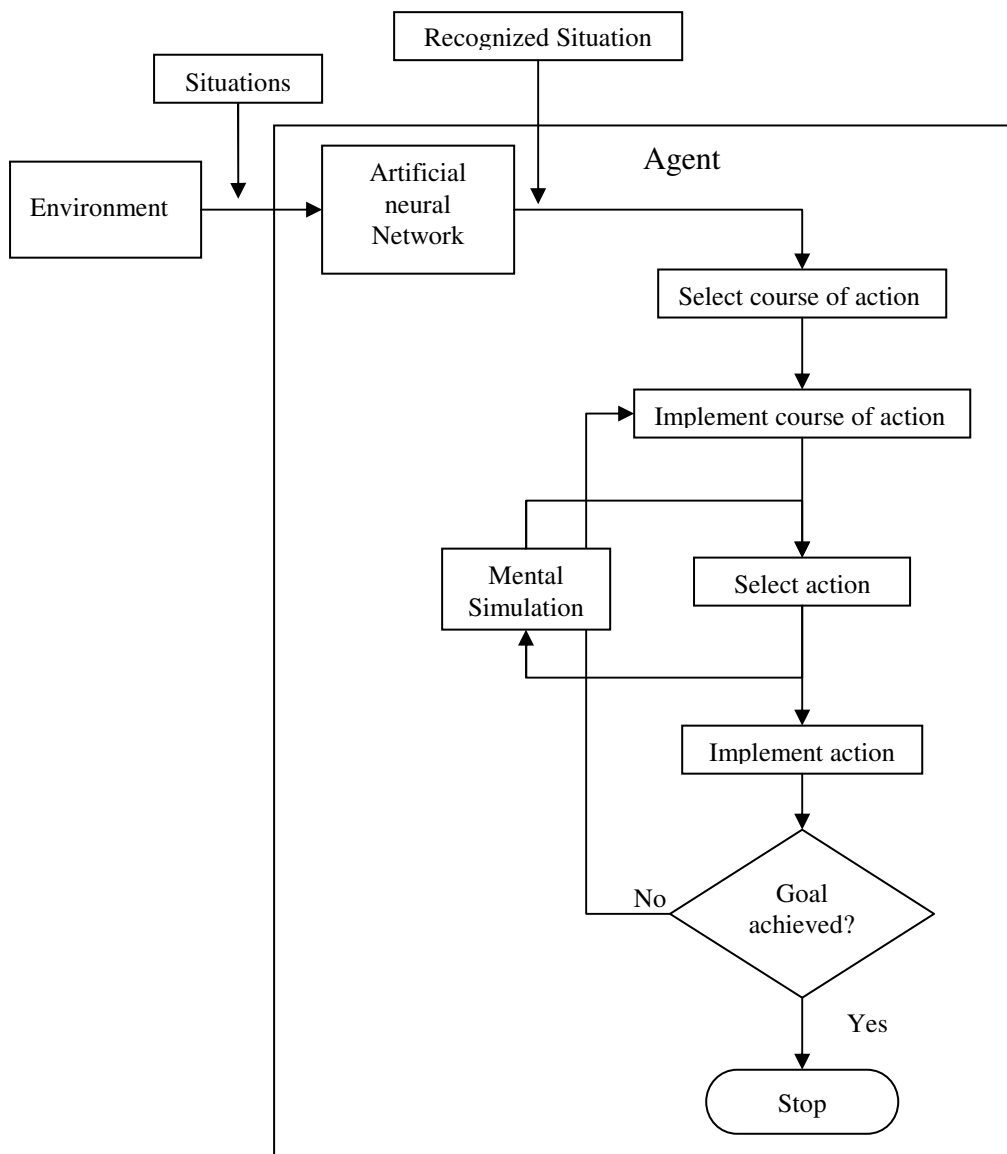 Recognized Situation
Situations
Agent
Artificial
neural
Network
Environment
Select course of action
Implement course of action
Mental
Simulation
Select action
Implement action
No
Goal
achieved?
Yes
Stop